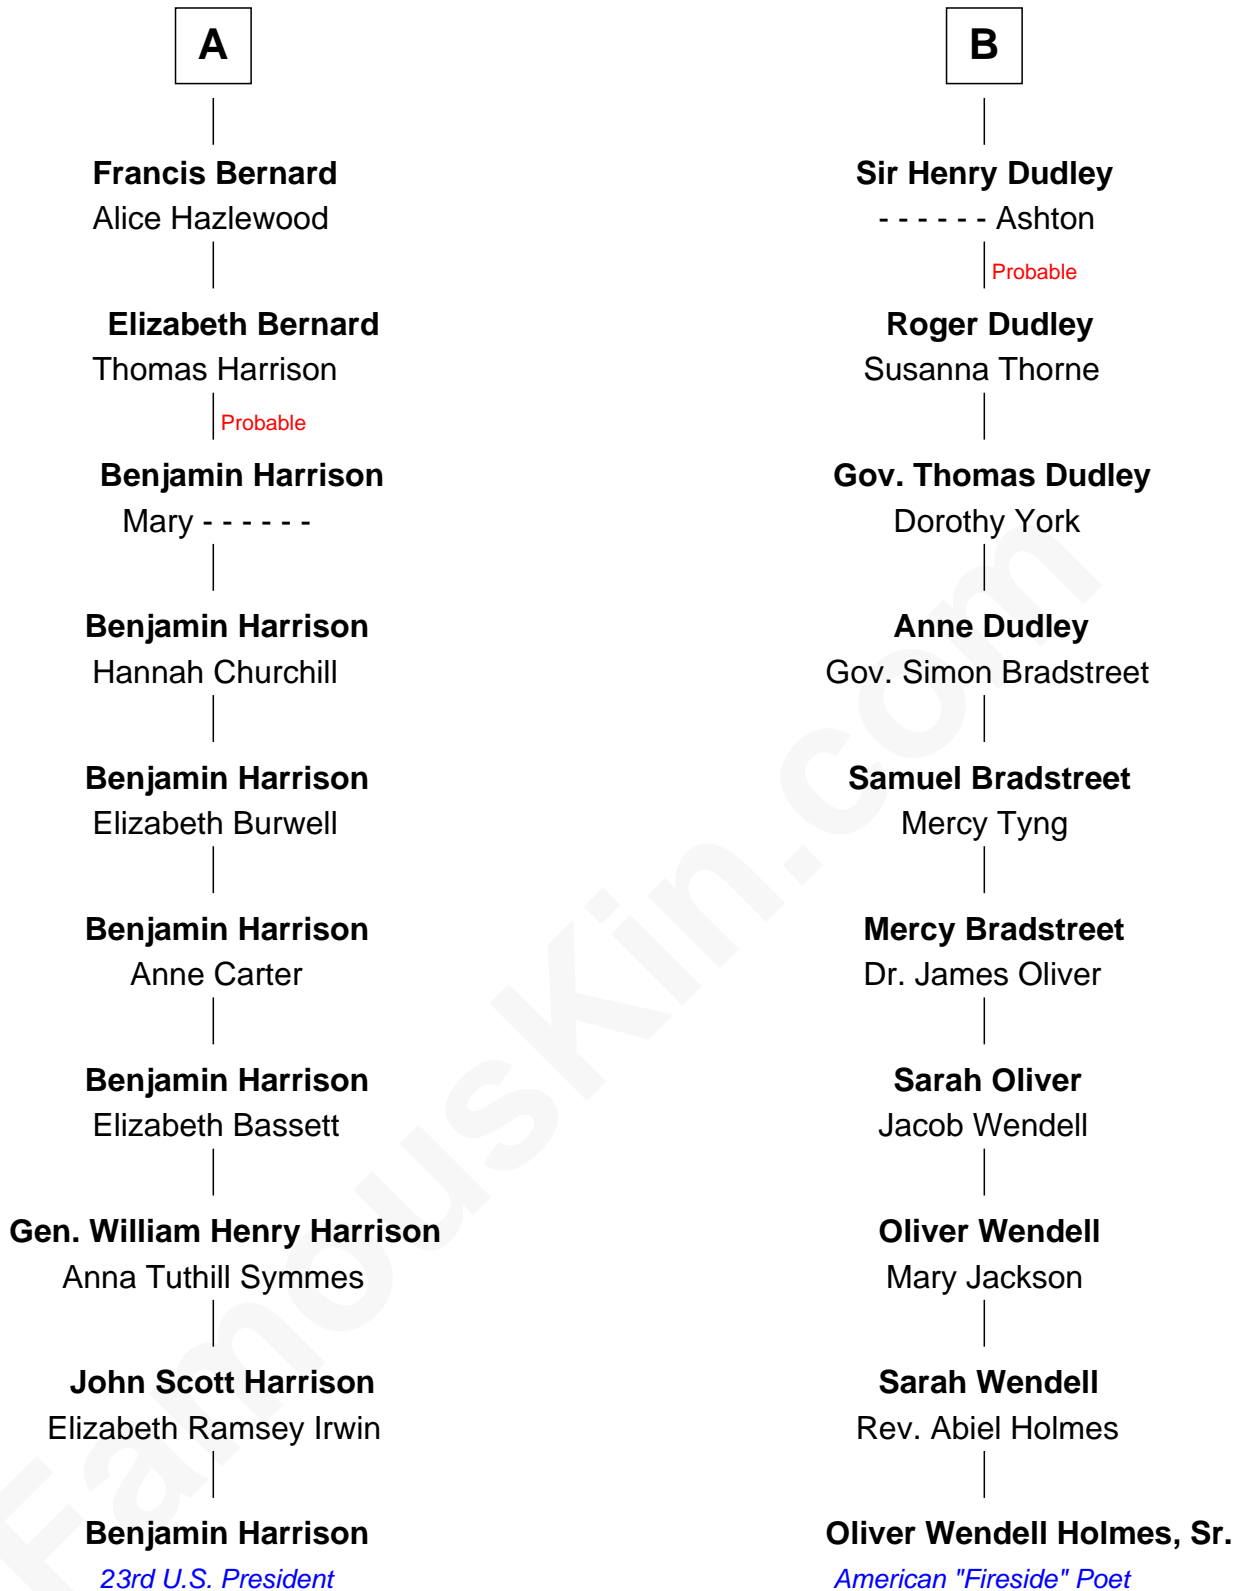 A
Francis Bernard
Alice Hazlewood
Elizabeth Bernard
Thomas Harrison
Probable
Benjamin Harrison
Mary - - - - - -
Benjamin Harrison
Hannah Churchill
Benjamin Harrison
Elizabeth Burwell
Benjamin Harrison
Anne Carter
Benjamin Harrison
Elizabeth Bassett
Gen. William Henry Harrison
Anna Tuthill Symmes
John Scott Harrison
Elizabeth Ramsey Irwin
Benjamin Harrison
23rd U.S. President
B
Sir Henry Dudley
- - - - - - Ashton
Probable
Roger Dudley
Susanna Thorne
Gov. Thomas Dudley
Dorothy York
Anne Dudley
Gov. Simon Bradstreet
Samuel Bradstreet
Mercy Tyng
Mercy Bradstreet
Dr. James Oliver
Sarah Oliver
Jacob Wendell
Oliver Wendell
Mary Jackson
Sarah Wendell
Rev. Abiel Holmes
Oliver Wendell Holmes, Sr.
American "Fireside" Poet
FamousKin.com